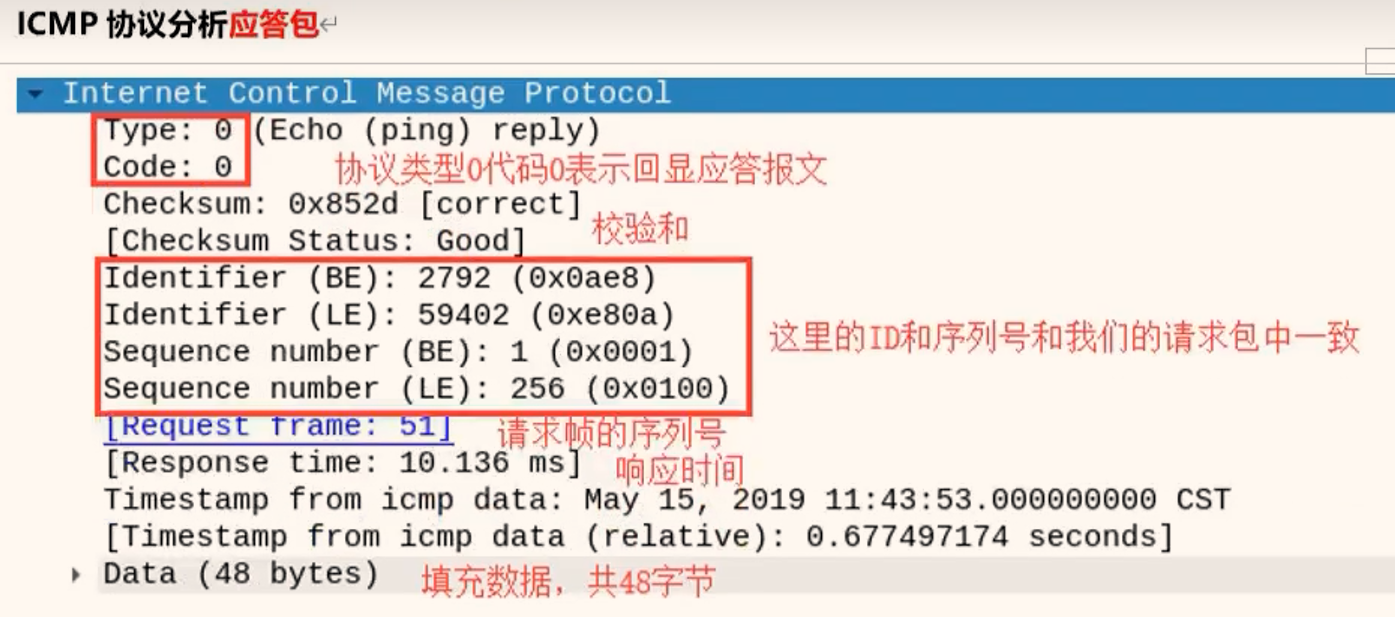 ICMP 协议分析应答包↵
Internet Control Message Protocol
Type: 0 (Echo (ping) reply)
Code: 0 协议类型0代码0表示回显应答报文
Checksum: 0x852d [correct]
校验和
[Checksum Status: Good]
Identifier (BE): 2792 (0x0ae8)
Identifier (LE): 59402 (0xe80a)
这里的ID和序列号和我们的请求包中一致
Sequence number (BE): 1 (0x0001)
Sequence number (LE): 256 (0x0100)
[Request frame: 51] 请求帧的序列号
[Response time: 10.136 ms] 响应时间
Timestamp from icmp data: May 15, 2019 11:43:53.000000000 CST
[Timestamp from icmp data (relative): 0.677497174 seconds]
Data (48 bytes) 填充数据，共48字节